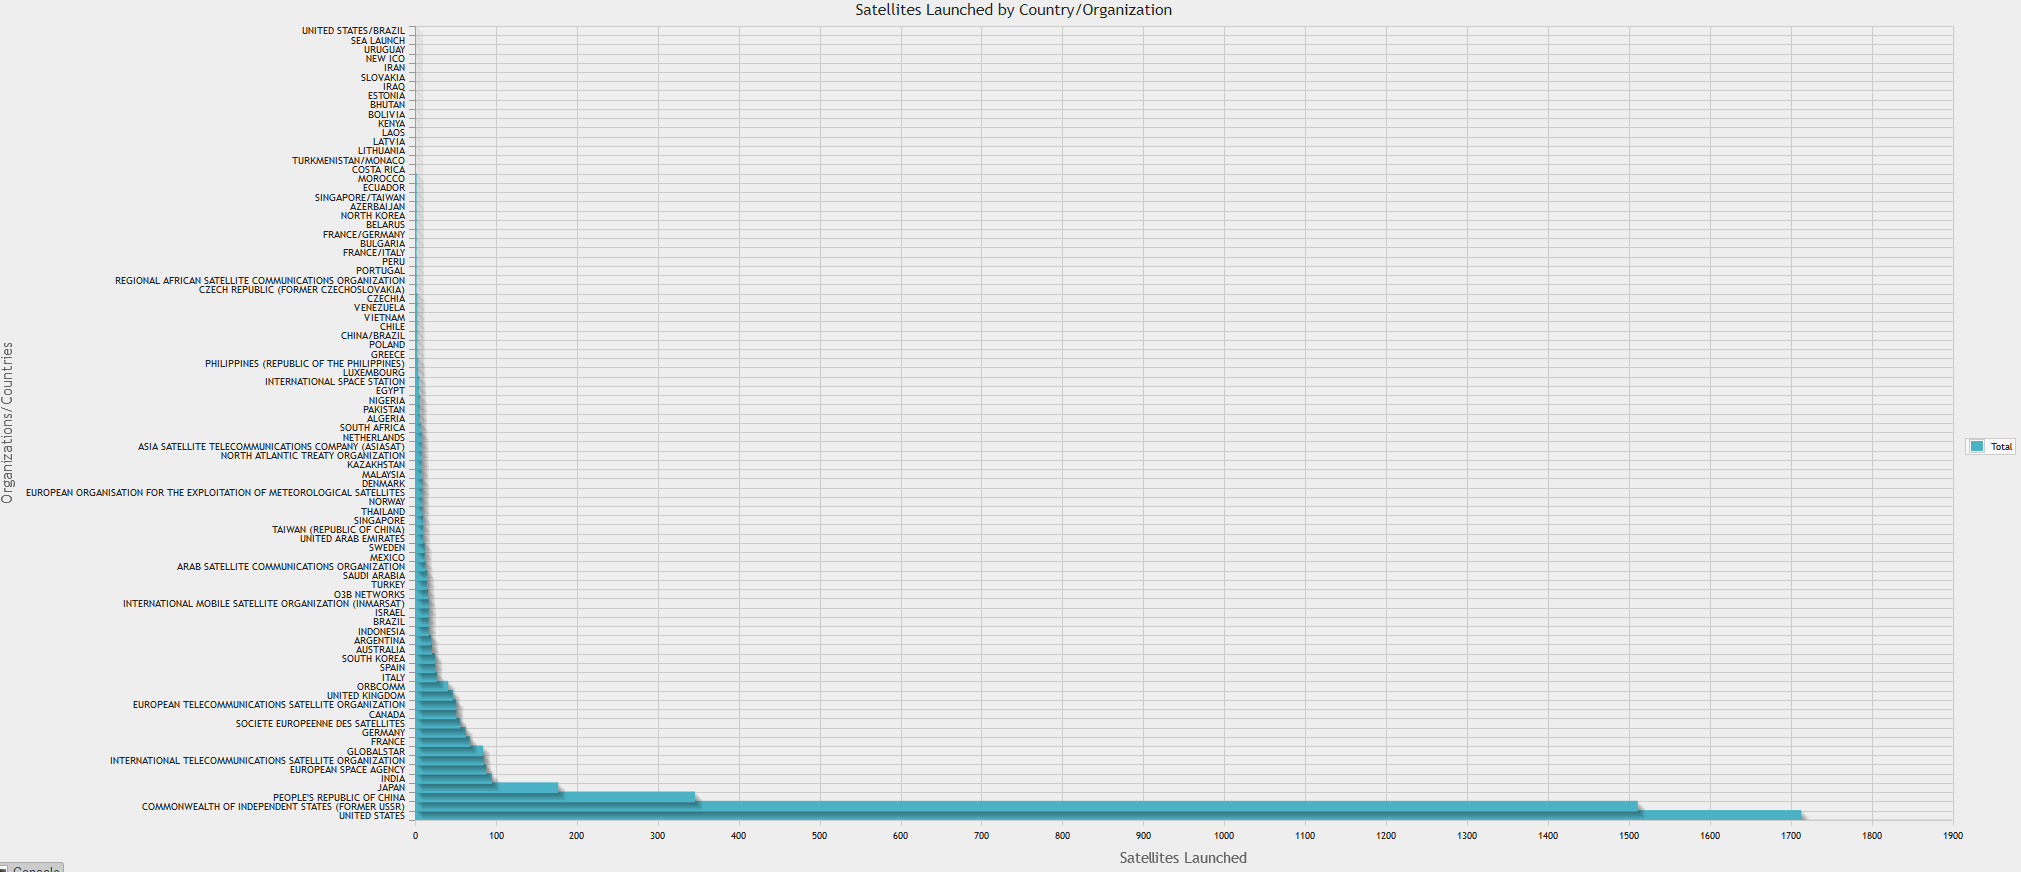 Satellites Launched by Country/Organization
UNITED STATES/BRAZIL
SEA LAUNCH
URUGUAY
NEW ICO
IRAN
SLOVAKIA
IRAQ
ESTONIA
BHUTAN
BOLIVIA
KENYA
LAOS
LATVIA
LITHUANIA
TURKMENISTAN/MONACO
COSTA RICA
MOROCCO
ECUADOR
SINGAPORE/TAIWAN
AZERBAIJAN
NORTH KOREA
BELARUS
FRANCE/GERMANY
BULGARIA
FRANCE/ITALY
PERU
PORTUGAL
REGIONAL AFRICAN SATELLITE COMMUNICATIONS ORGANIZATION
CZECH REPUBLIC (FORMER CZECHOSLOVAKIA)
CZECHIA
VENEZUELA
VIETNAM
CHILE
CHINA/BRAZIL
POLAND
GREECE
PHILIPPINES (REPUBLIC OF THE PHILIPPINES)
LUXEMBOURG
INTERNATIONAL SPACE STATION
EGYPT
NIGERIA
PAKISTAN
ALGERIA
SOUTH AFRICA
NETHERLANDS
ASIA SATELLITE TELECOMMUNICATIONS COMPANY (ASIASAT)
NORTH ATLANTIC TREATY ORGANIZATION
KAZAKHSTAN
MALAYSIA
DENMARK
EUROPEAN ORGANISATION FOR THE EXPLOITATION OF METEOROLOGICAL SATELLITES
NORWAY
THAILAND
SINGAPORE
TAIWAN (REPUBLIC OF CHINA)
UNITED ARAB EMIRATES
SWEDEN
MEXICO
ARAB SATELLITE COMMUNICATIONS ORGANIZATION
SAUDI ARABIA
TURKEY
O3B NETWORKS
INTERNATIONAL MOBILE SATELLITE ORGANIZATION (INMARSAT)
ISRAEL
BRAZIL
INDONESIA
ARGENTINA
AUSTRALIA
SOUTH KOREA
SPAIN
ITALY
ORBCOMM
UNITED KINGDOM
EUROPEAN TELECOMMUNICATIONS SATELLITE ORGANIZATION
CANADA
SOCIETE EUROPEENNE DES SATELLITES
GERMANY
FRANCE
GLOBALSTAR
INTERNATIONAL TELECOMMUNICATIONS SATELLITE ORGANIZATION
EUROPEAN SPACE AGENCY
INDIA
JAPAN
PEOPLE'S REPUBLIC OF CHINA
COMMONWEALTH OF INDEPENDENT STATES (FORMER USSR)
UNITED STATES
Organizations/Countries
0 100 200 300 400 500 600 700 800 900 1000 1100 1200 1300 1400 1500 1600 1700 1800 1900
Satellites Launched
Total
Console